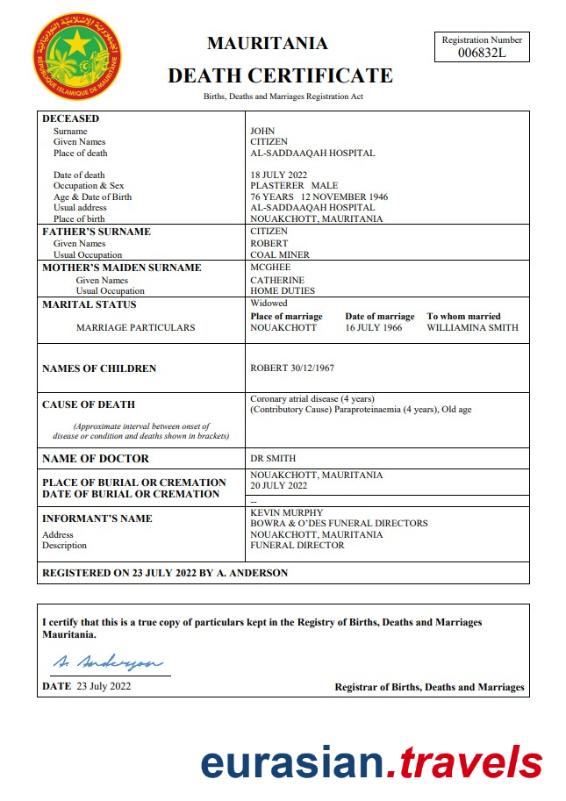 REPUBLIQUE ISLAMIQUE DE MAURITANIE
MAURITANIA
DEATH CERTIFICATE
Births, Deaths and Marriages Registration Act
Registration Number
006832L
DECEASED
Surname JOHN
Given Names CITIZEN
Place of death AL-SADDAAQAH HOSPITAL
Date of death 18 JULY 2022
Occupation & Sex PLASTERER MALE
Age & Date of Birth 76 YEARS 12 NOVEMBER 1946
Usual address AL-SADDAAQAH HOSPITAL
Place of birth NOUAKCHOTT, MAURITANIA
FATHER'S SURNAME CITIZEN
Given Names ROBERT
Usual Occupation COAL MINER
MOTHER'S MAIDEN SURNAME MCGHEE
Given Names CATHERINE
Usual Occupation HOME DUTIES
MARITAL STATUS Widowed
Place of marriage Date of marriage To whom married
MARRIAGE PARTICULARS NOUAKCHOTT 16 JULY 1966 WILLIAMINA SMITH
NAMES OF CHILDREN ROBERT 30/12/1967
CAUSE OF DEATH Coronary atrial disease (4 years)
(Contributory Cause) Paraproteinaemia (4 years), Old age
(Approximate interval between onset of
disease or condition and deaths shown in brackets)
NAME OF DOCTOR DR SMITH
PLACE OF BURIAL OR CREMATION NOUAKCHOTT, MAURITANIA
DATE OF BURIAL OR CREMATION 20 JULY 2022
--
INFORMANT'S NAME KEVIN MURPHY
BOWRA & O'DES FUNERAL DIRECTORS
Address NOUAKCHOTT, MAURITANIA
Description FUNERAL DIRECTOR
REGISTERED ON 23 JULY 2022 BY A. ANDERSON
I certify that this is a true copy of particulars kept in the Registry of Births, Deaths and Marriages
Mauritania.
A. Anderson
DATE 23 July 2022 Registrar of Births, Deaths and Marriages
eurasian.travels